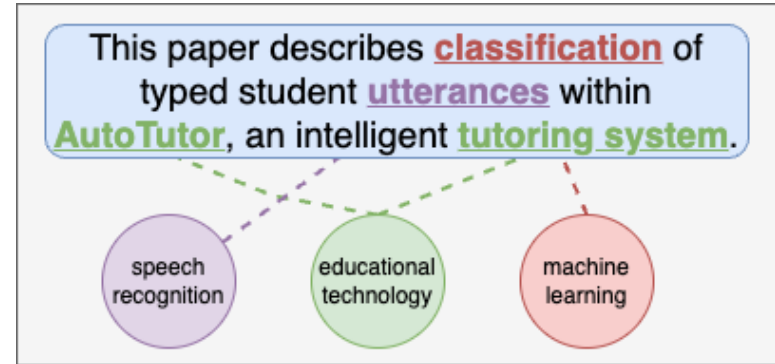 This paper describes classification of
typed student utterances within
AutoTutor, an intelligent tutoring system.
speech
recognition
educational
technology
machine
learning